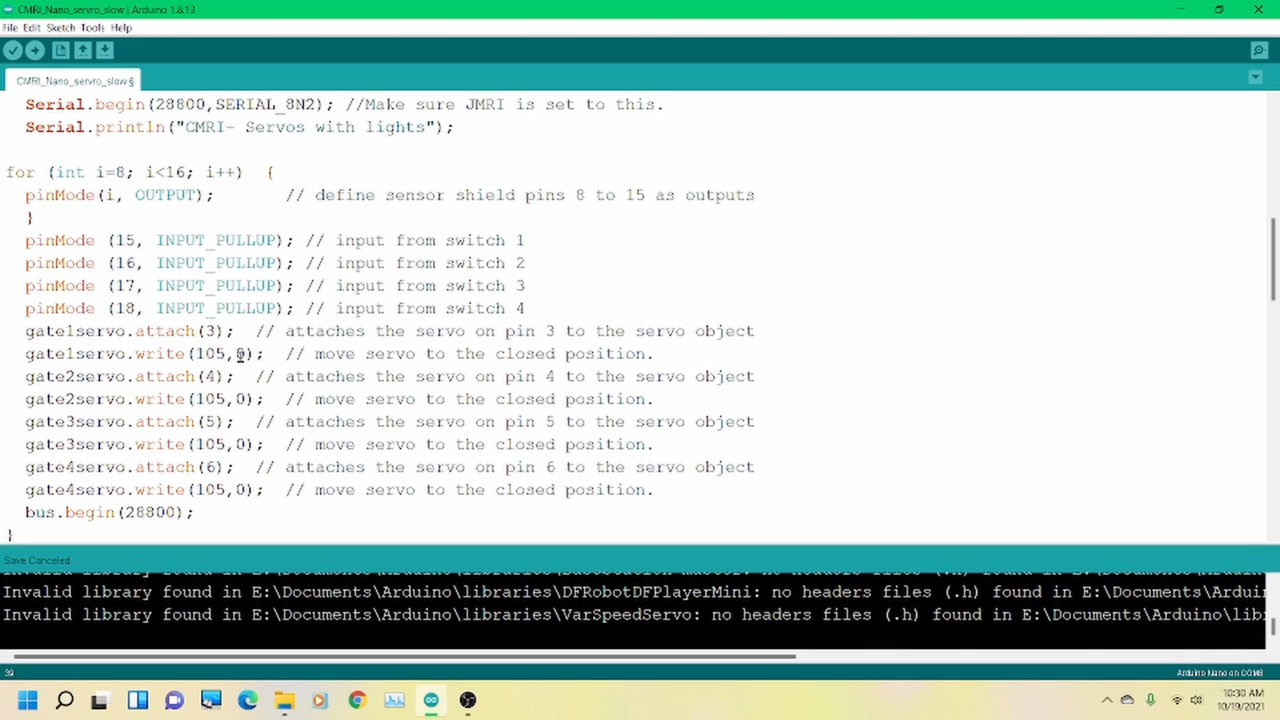 CMRI_Nano_servro_slow | Arduino 1.8.13
File Edit Sketch Tools Help
CMRI_Nano_servro_slow §
Serial.begin(28800,SERIAL_8N2); //Make sure JMRI is set to this.
Serial.println("CMRI- Servos with lights");
for (int i=8; i<16; i++) {
pinMode(i, OUTPUT); // define sensor shield pins 8 to 15 as outputs
}
pinMode (15, INPUT_PULLUP); // input from switch 1
pinMode (16, INPUT_PULLUP); // input from switch 2
pinMode (17, INPUT_PULLUP); // input from switch 3
pinMode (18, INPUT_PULLUP); // input from switch 4
gate1servo.attach(3); // attaches the servo on pin 3 to the servo object
gate1servo.write(105,0); // move servo to the closed position.
gate2servo.attach(4); // attaches the servo on pin 4 to the servo object
gate2servo.write(105,0); // move servo to the closed position.
gate3servo.attach(5); // attaches the servo on pin 5 to the servo object
gate3servo.write(105,0); // move servo to the closed position.
gate4servo.attach(6); // attaches the servo on pin 6 to the servo object
gate4servo.write(105,0); // move servo to the closed position.
bus.begin(28800);
}
Save Canceled
Invalid library found in E:\Documents\Arduino\libraries\DFRobotDFPlayerMini: no headers files (.h) found in E:\Documents\Arduin
Invalid library found in E:\Documents\Arduino\libraries\VarSpeedServo: no headers files (.h) found in E:\Documents\Arduino\lib
39
Arduino Nano on COM8
10:30 AM
10/19/2021